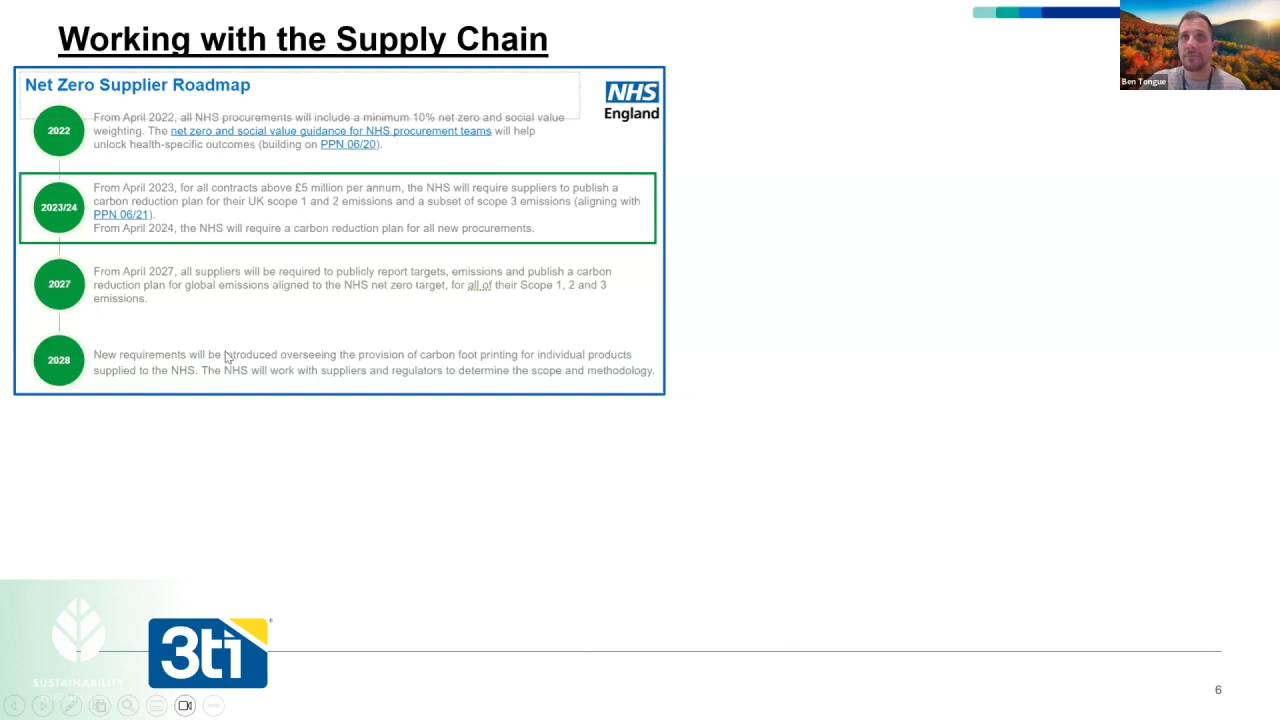 Working with the Supply Chain
Ben Tongue
Net Zero Supplier Roadmap
NHS
England
2022
From April 2022, all NHS procurements will include a minimum 10% net zero and social value
weighting. The net zero and social value guidance for NHS procurement teams will help
unlock health-specific outcomes (building on PPN 06/20).
2023/24
From April 2023, for all contracts above £5 million per annum, the NHS will require suppliers to publish a
carbon reduction plan for their UK scope 1 and 2 emissions and a subset of scope 3 emissions (aligning with
PPN 06/21).
From April 2024, the NHS will require a carbon reduction plan for all new procurements.
2027
From April 2027, all suppliers will be required to publicly report targets, emissions and publish a carbon
reduction plan for global emissions aligned to the NHS net zero target, for all of their Scope 1, 2 and 3
emissions.
2028
New requirements will be introduced overseeing the provision of carbon foot printing for individual products
supplied to the NHS. The NHS will work with suppliers and regulators to determine the scope and methodology.
3ti
SUSTAINABILITY
6